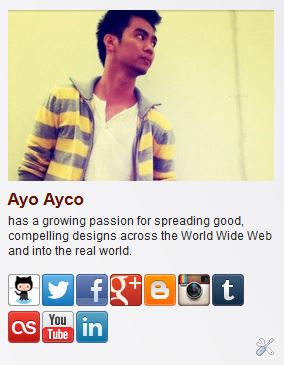 Ayo Ayco
has a growing passion for spreading good,
compelling designs across the World Wide Web
and into the real world.
f g+ B t
as You Tube in